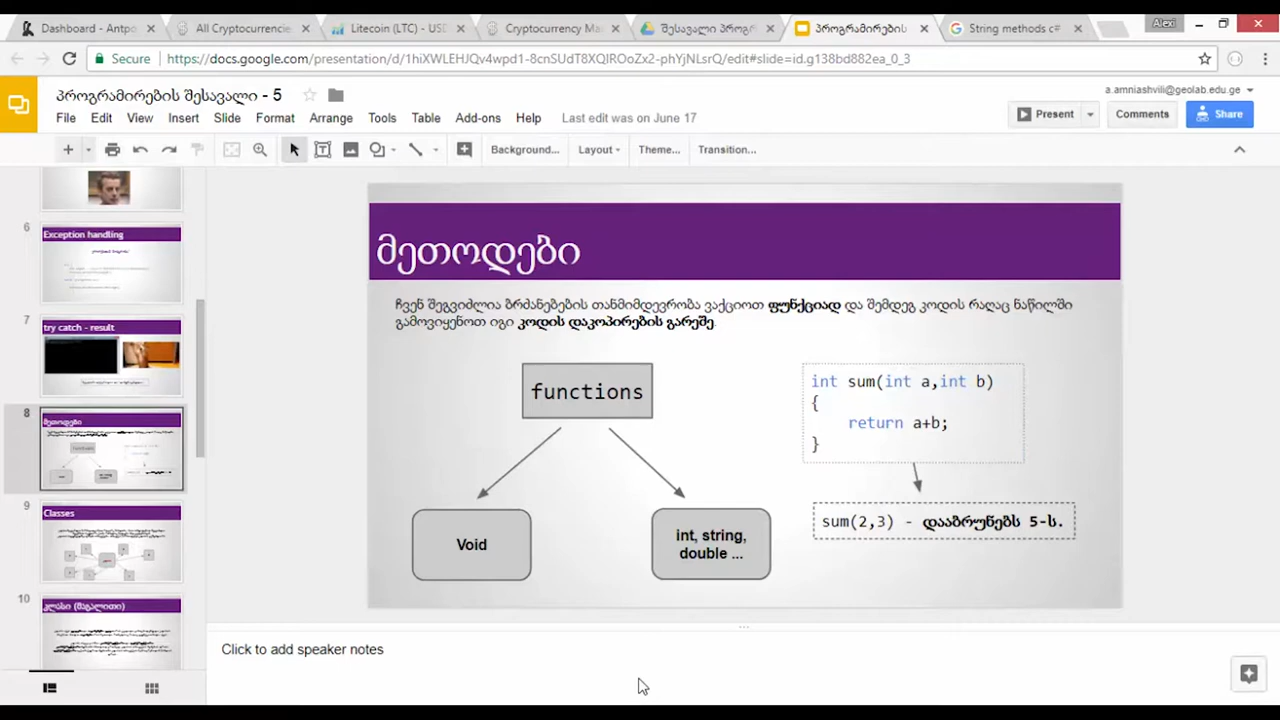 Dashboard - Antpo
All Cryptocurrencie
Litecoin (LTC) - USD
Cryptocurrency Ma
შესავალი პროგრ
პროგრამირების
String methods c#
Alexi
Secure
https://docs.google.com/presentation/d/1hiXWLEHJQv4wpd1-8cnSUdT8XQIROoZx2-phYjNLsrQ/edit#slide=id.g138bd882ea_0_3
პროგრამირების შესავალი - 5
a.amniashvili@geolab.edu.ge
File Edit View Insert Slide Format Arrange Tools Table Add-ons Help Last edit was on June 17
Present Comments Share
Background... Layout Theme... Transition...
6
Exception handling
7
try catch - result
8
მეთოდები
9
Classes
10
კლასი (მაგალითი)
მეთოდები
ჩვენ შეგვიძლია ბრძანებების თანმიმდევრობა ვაქციოთ ფუნქციად და შემდეგ კოდის რაღაც ნაწილში
გამოვიყენოთ იგი კოდის დაკოპირების გარეშე.
functions
Void
int, string,
double ...
int sum(int a,int b)
{
return a+b;
}
sum(2,3) - დააბრუნებს 5-ს.
Click to add speaker notes